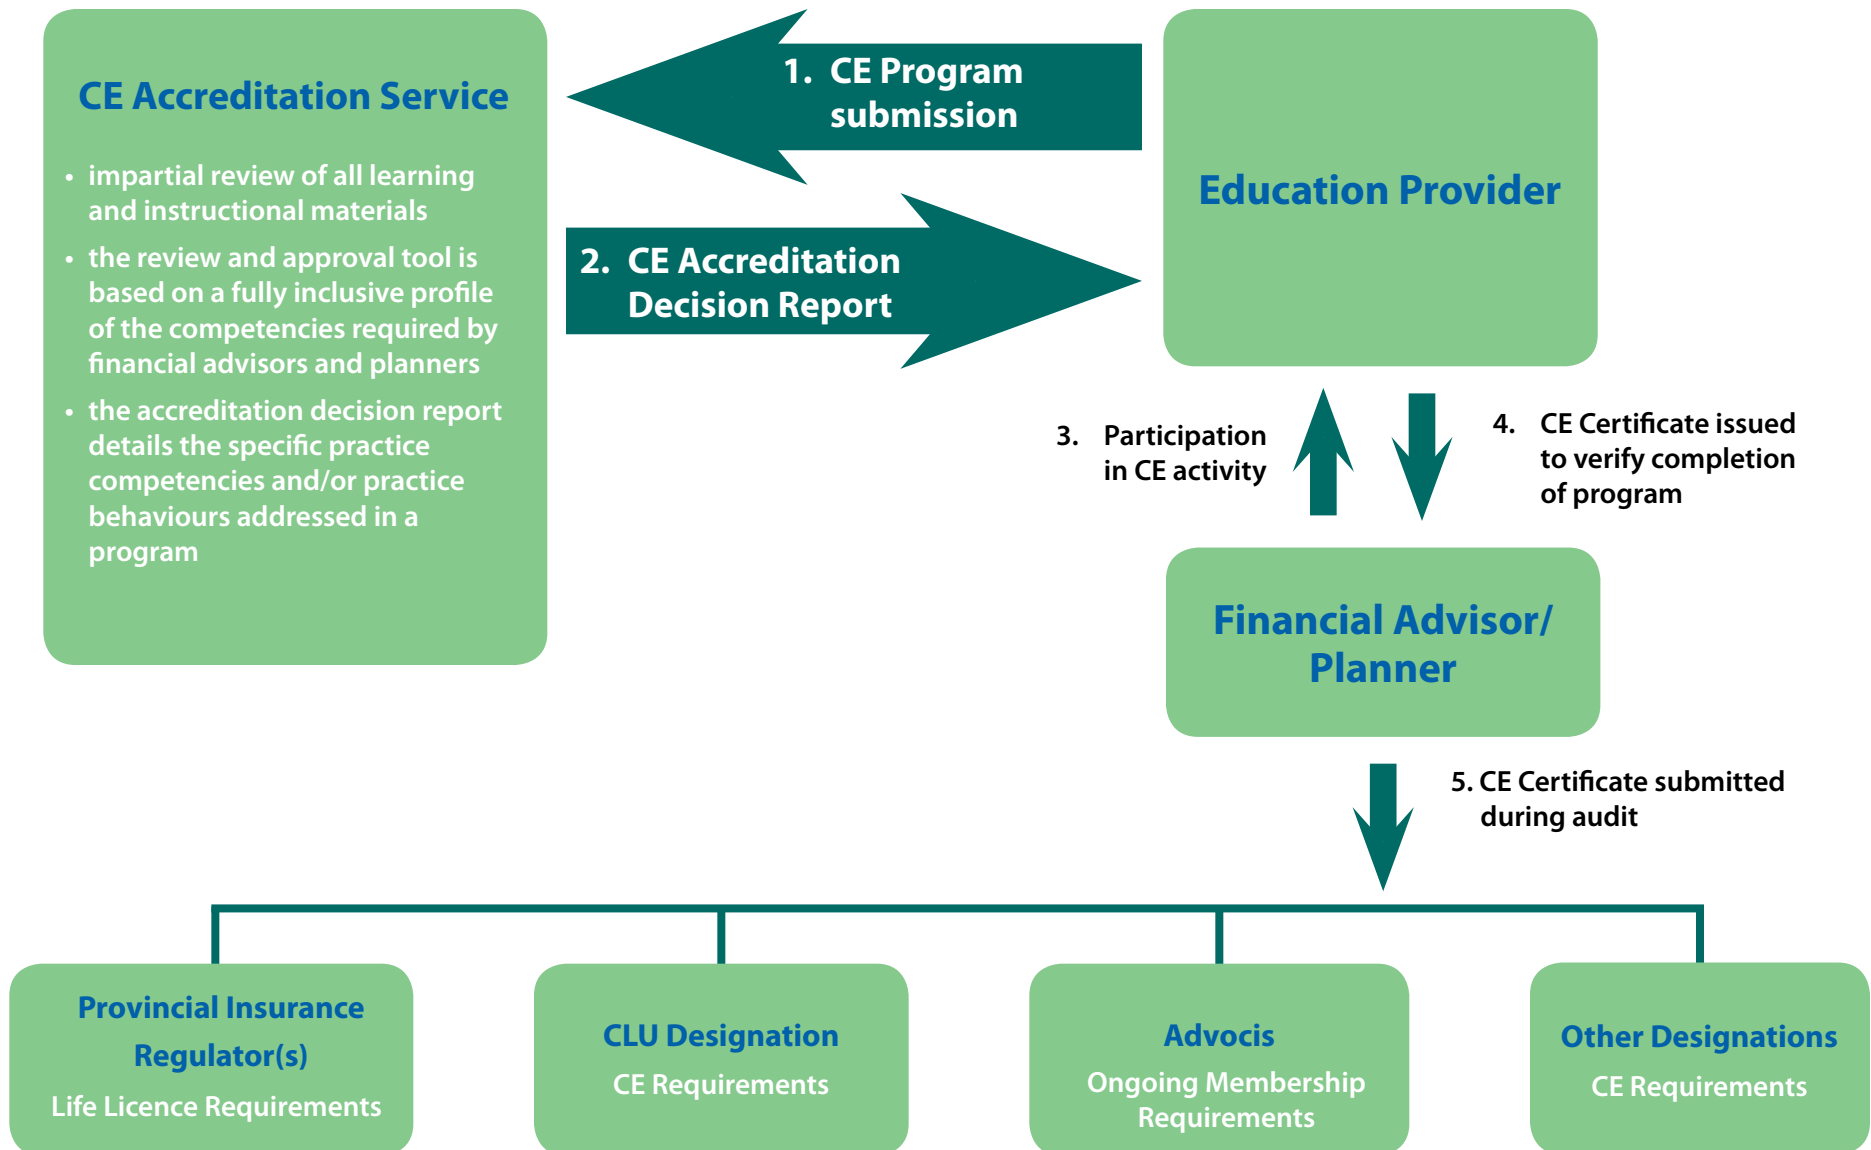 CE Accreditation Service
• impartial review of all learning
and instructional materials
• the review and approval tool is
based on a fully inclusive profile
of the competencies required by
financial advisors and planners
• the accreditation decision report
details the specific practice
competencies and/or practice
behaviours addressed in a
program
1. CE Program
submission
2. CE Accreditation
Decision Report
Education Provider
3. Participation
in CE activity
4. CE Certificate issued
to verify completion
of program
Financial Advisor/
Planner
5. CE Certificate submitted
during audit
Provincial Insurance
Regulator(s)
Life Licence Requirements
CLU Designation
CE Requirements
Advocis
Ongoing Membership
Requirements
Other Designations
CE Requirements